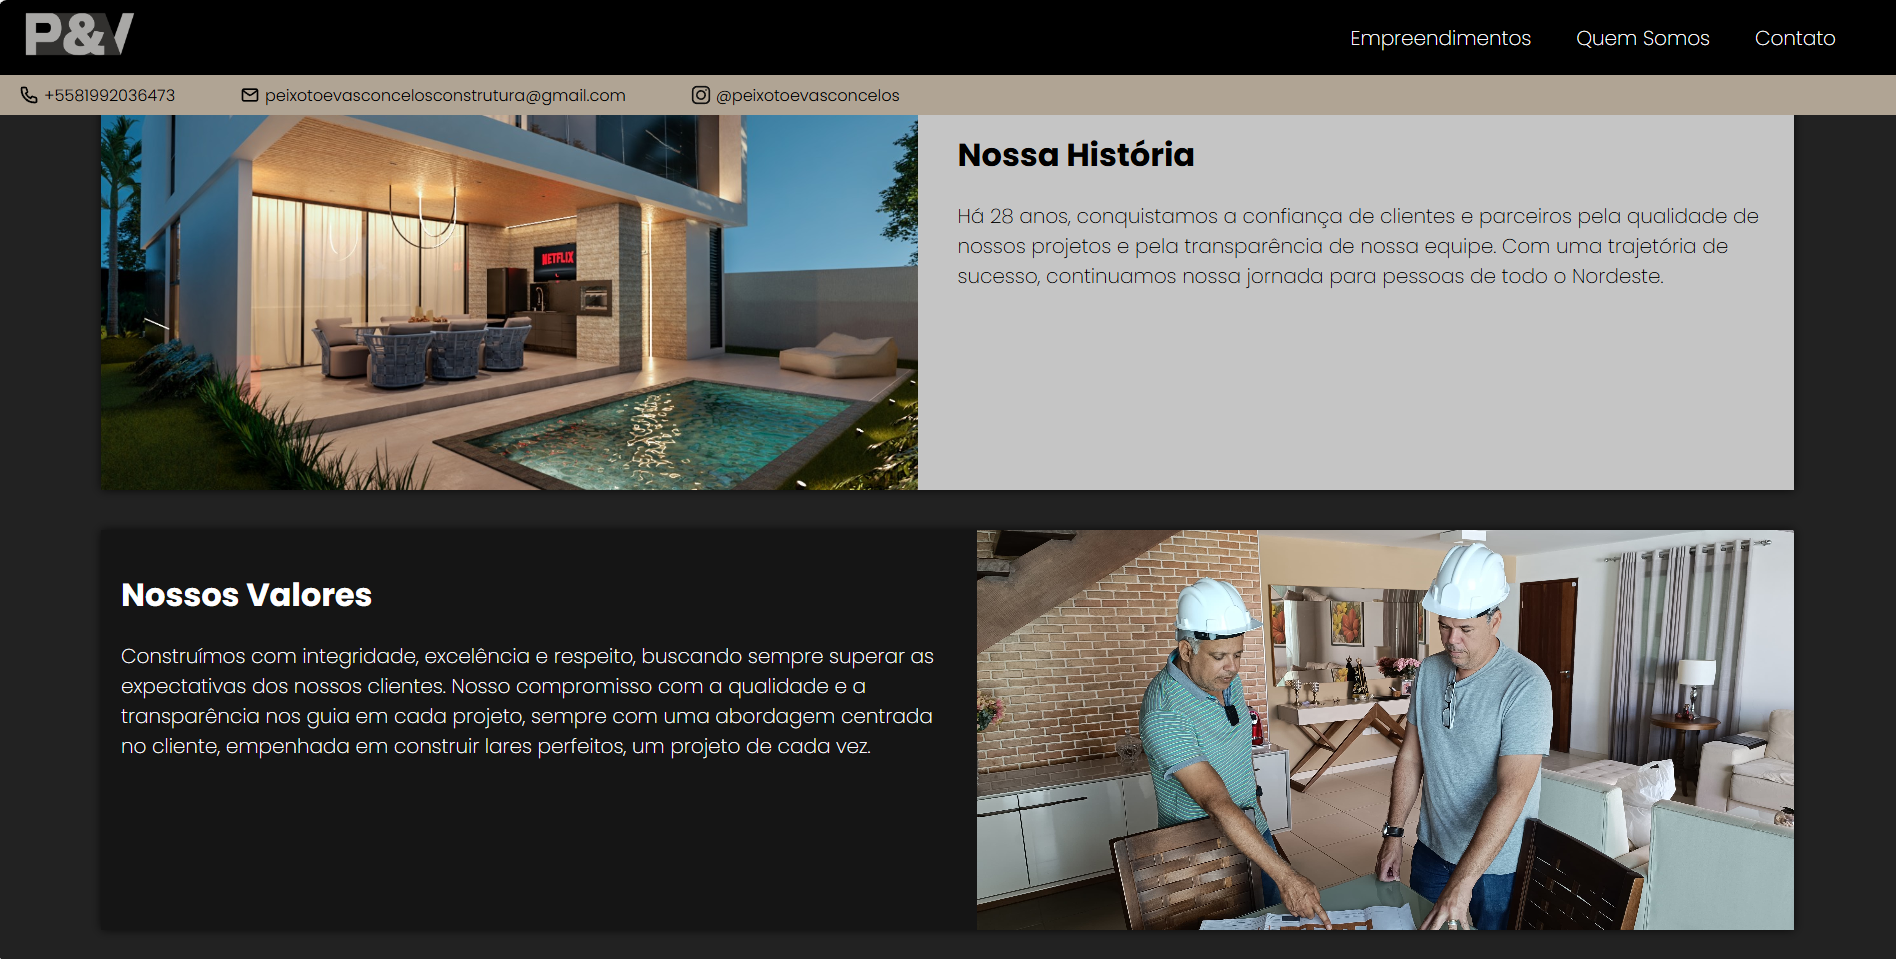 P&V
Empreendimentos
Quem Somos
Contato
+5581992036473
peixotoevasconcelosconstrutura@gmail.com
@peixotoevasconcelos
NETFLIX
Nossa História
Há 28 anos, conquistamos a confiança de clientes e parceiros pela qualidade de
nossos projetos e pela transparência de nossa equipe. Com uma trajetória de
sucesso, continuamos nossa jornada para pessoas de todo o Nordeste.
Nossos Valores
Construímos com integridade, excelência e respeito, buscando sempre superar as
expectativas dos nossos clientes. Nosso compromisso com a qualidade e a
transparência nos guia em cada projeto, sempre com uma abordagem centrada
no cliente, empenhada em construir lares perfeitos, um projeto de cada vez.